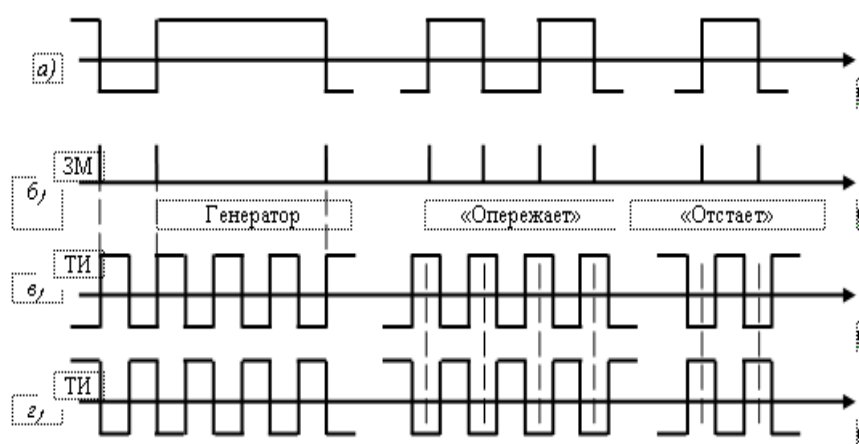 а)
ЗМ
б)
Генератор
«Опережает»
«Отстает»
ТИ
в)
ТИ
г)